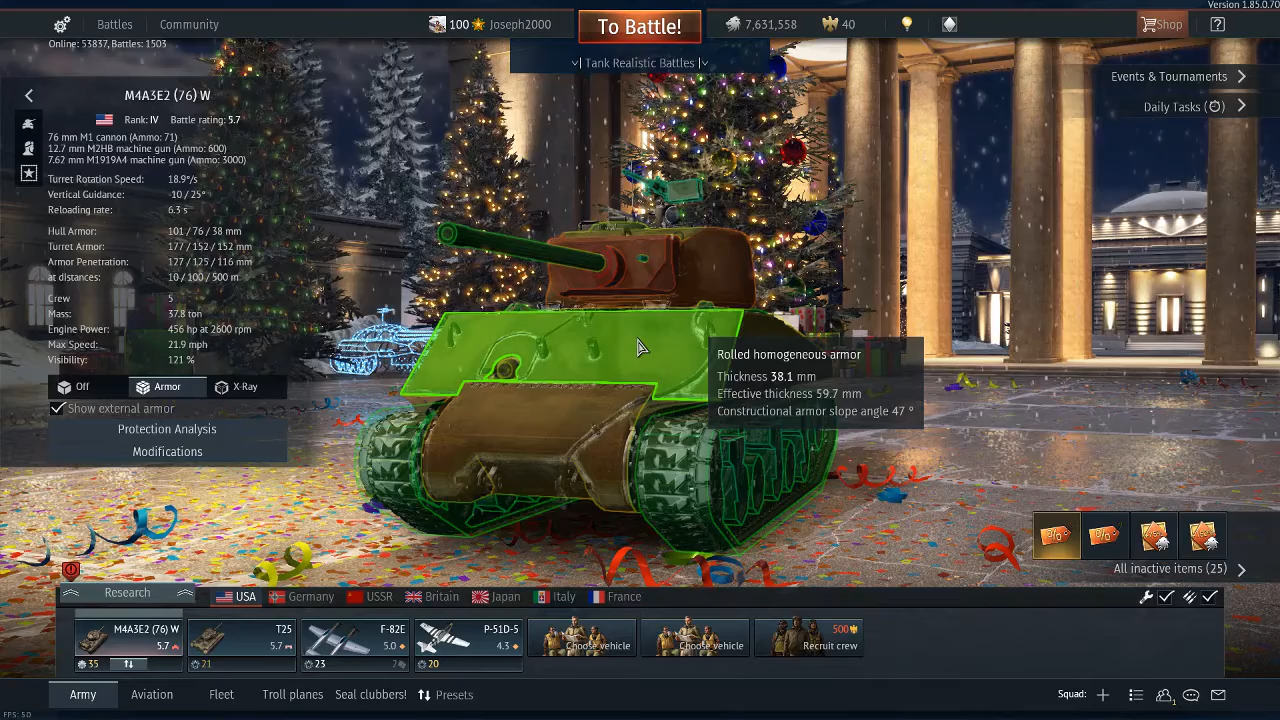 Version 1.85.0.70
Battles
Community
100 Joseph2000
To Battle!
7,631,558
40
Shop
Online: 53837, Battles: 1503
Tank Realistic Battles
Events & Tournaments
Daily Tasks
M4A3E2 (76) W
Rank: IV Battle rating: 5.7
76 mm M1 cannon (Ammo: 71)
12.7 mm M2HB machine gun (Ammo: 600)
7.62 mm M1919A4 machine gun (Ammo: 3000)
Turret Rotation Speed: 18.9°/s
Vertical Guidance: -10 / 25°
Reloading rate: 6.3 s
Hull Armor: 101 / 76 / 38 mm
Turret Armor: 177 / 152 / 152 mm
Armor Penetration: 177 / 125 / 116 mm
at distances: 10 / 100 / 500 m
Crew 5
Mass: 37.8 ton
Engine Power: 456 hp at 2600 rpm
Max Speed: 21.9 mph
Visibility: 121 %
Off
Armor
X-Ray
Show external armor
Protection Analysis
Modifications
Rolled homogeneous armor
Thickness 38.1 mm
Effective thickness 59.7 mm
Constructional armor slope angle 47 °
All inactive items (25)
Research
USA
Germany
USSR
Britain
Japan
Italy
France
M4A3E2 (76) W
5.7
35
T25
5.7
21
F-82E
5.0
23
2
P-51D-5
4.3
20
Choose vehicle
Choose vehicle
500
Recruit crew
Army
Aviation
Fleet
Troll planes
Seal clubbers!
Presets
Squad:
1
FPS: 50